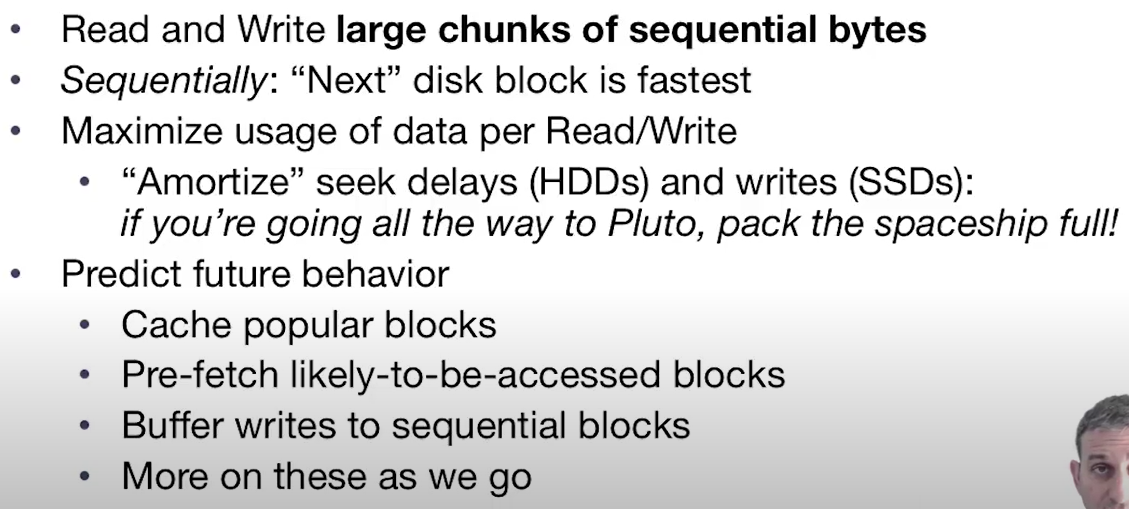 • Read and Write large chunks of sequential bytes
• Sequentially: “Next” disk block is fastest
• Maximize usage of data per Read/Write
• “Amortize” seek delays (HDDs) and writes (SSDs):
if you’re going all the way to Pluto, pack the spaceship full!
• Predict future behavior
• Cache popular blocks
• Pre-fetch likely-to-be-accessed blocks
• Buffer writes to sequential blocks
• More on these as we go